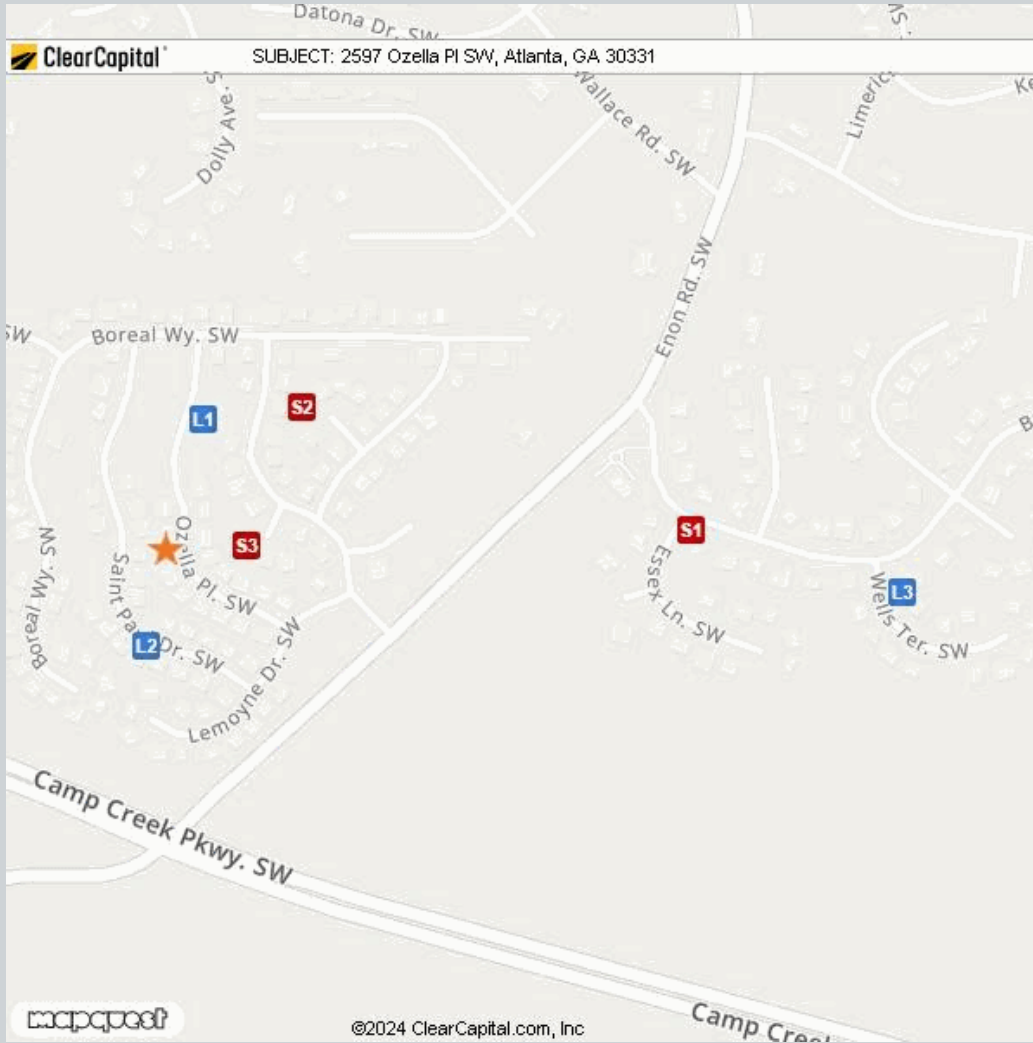 Datona Dr. SW
ClearCapital
SUBJECT: 2597 Ozella Pl SW, Atlanta, GA 30331
Dolly Ave. S
Wallace Rd. SW
Limeric
Ke
Enon Rd. SW
SW
Boreal Wy. SW
L1
S2
Ozella Pl. SW
S3
S1
Boreal Wy. SW
Essex Ln. SW
L3
Wells Ter. SW
L2
Dr. SW
Lemoyne Dr. SW
Camp Creek Pkwy. SW
mapquest
©2024 ClearCapital.com, Inc
Camp Creek